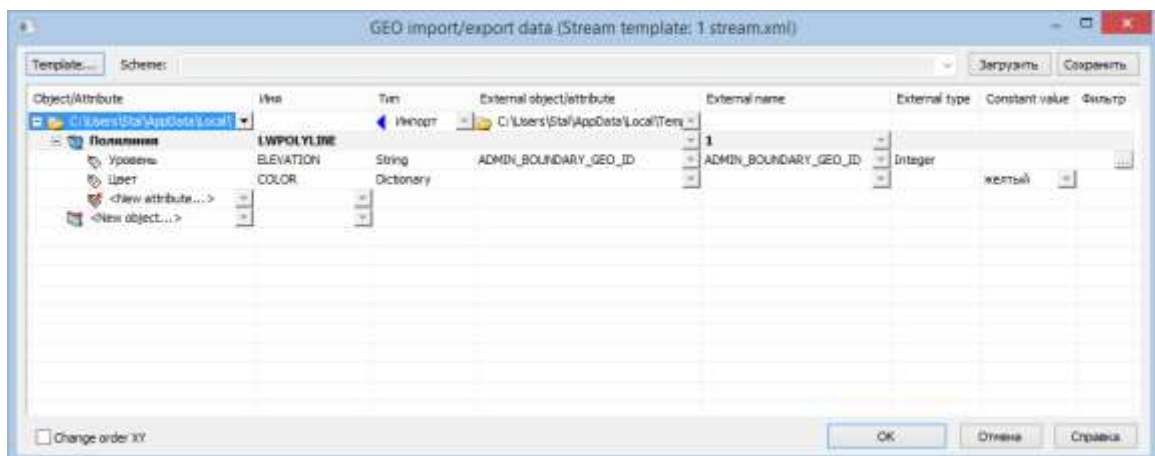 GEO import/export data (Stream template: 1 stream.xml)
Template... Scheme: Загрузить Сохранить
Object/Attribute Имя Тип External object/attribute External name External type Constant value Фильтр
C:\Users\Stal\AppData\Local\ Импорт C:\Users\Stal\AppData\Local\Tem
Полилиния LWPOLYLINE 1
Уровень ELEVATION String ADMIN_BOUNDARY_GEO_ID ADMIN_BOUNDARY_GEO_ID Integer ...
Цвет COLOR Dictionary желтый
<New attribute...>
<New object...>
Change order XY OK Отмена Справка